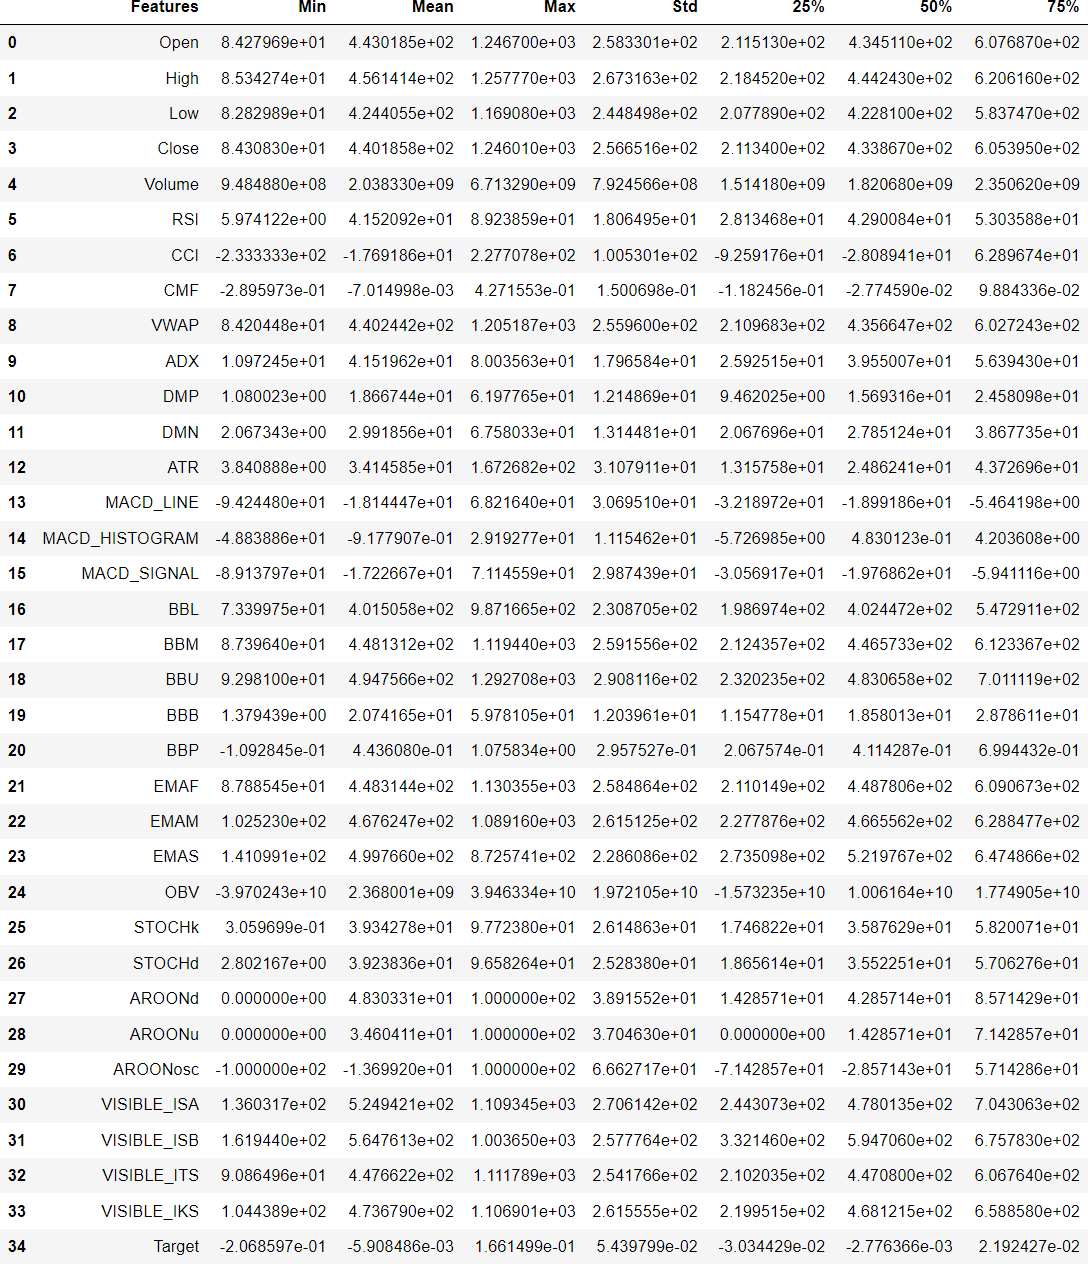 Features Min Mean Max Std 25% 50% 75%
0 Open 8.427969e+01 4.430185e+02 1.246700e+03 2.583301e+02 2.115130e+02 4.345110e+02 6.076870e+02
1 High 8.534274e+01 4.561414e+02 1.257770e+03 2.673163e+02 2.184520e+02 4.442430e+02 6.206160e+02
2 Low 8.282989e+01 4.244055e+02 1.169080e+03 2.448498e+02 2.077890e+02 4.228100e+02 5.837470e+02
3 Close 8.430830e+01 4.401858e+02 1.246010e+03 2.566516e+02 2.113400e+02 4.338670e+02 6.053950e+02
4 Volume 9.484880e+08 2.038330e+09 6.713290e+09 7.924566e+08 1.514180e+09 1.820680e+09 2.350620e+09
5 RSI 5.974122e+00 4.152092e+01 8.923859e+01 1.806495e+01 2.813468e+01 4.290084e+01 5.303588e+01
6 CCI -2.333333e+02 -1.769186e+01 2.277078e+02 1.005301e+02 -9.259176e+01 -2.808941e+01 6.289674e+01
7 CMF -2.895973e-01 -7.014998e-03 4.271553e-01 1.500698e-01 -1.182456e-01 -2.774590e-02 9.884336e-02
8 VWAP 8.420448e+01 4.402442e+02 1.205187e+03 2.559600e+02 2.109683e+02 4.356647e+02 6.027243e+02
9 ADX 1.097245e+01 4.151962e+01 8.003563e+01 1.796584e+01 2.592515e+01 3.955007e+01 5.639430e+01
10 DMP 1.080023e+00 1.866744e+01 6.197765e+01 1.214869e+01 9.462025e+00 1.569316e+01 2.458098e+01
11 DMN 2.067343e+00 2.991856e+01 6.758033e+01 1.314481e+01 2.067696e+01 2.785124e+01 3.867735e+01
12 ATR 3.840888e+00 3.414585e+01 1.672682e+02 3.107911e+01 1.315758e+01 2.486241e+01 4.372696e+01
13 MACD_LINE -9.424480e+01 -1.814447e+01 6.821640e+01 3.069510e+01 -3.218972e+01 -1.899186e+01 -5.464198e+00
14 MACD_HISTOGRAM -4.883886e+01 -9.177907e-01 2.919277e+01 1.115462e+01 -5.726985e+00 4.830123e-01 4.203608e+00
15 MACD_SIGNAL -8.913797e+01 -1.722667e+01 7.114559e+01 2.987439e+01 -3.056917e+01 -1.976862e+01 -5.941116e+00
16 BBL 7.339975e+01 4.015058e+02 9.871665e+02 2.308705e+02 1.986974e+02 4.024472e+02 5.472911e+02
17 BBM 8.739640e+01 4.481312e+02 1.119440e+03 2.591556e+02 2.124357e+02 4.465733e+02 6.123367e+02
18 BBU 9.298100e+01 4.947566e+02 1.292708e+03 2.908116e+02 2.320235e+02 4.830658e+02 7.011119e+02
19 BBB 1.379439e+00 2.074165e+01 5.978105e+01 1.203961e+01 1.154778e+01 1.858013e+01 2.878611e+01
20 BBP -1.092845e-01 4.436080e-01 1.075834e+00 2.957527e-01 2.067574e-01 4.114287e-01 6.994432e-01
21 EMAF 8.788545e+01 4.483144e+02 1.130355e+03 2.584864e+02 2.110149e+02 4.487806e+02 6.090673e+02
22 EMAM 1.025230e+02 4.676247e+02 1.089160e+03 2.615125e+02 2.277876e+02 4.665562e+02 6.288477e+02
23 EMAS 1.410991e+02 4.997660e+02 8.725741e+02 2.286086e+02 2.735098e+02 5.219767e+02 6.474866e+02
24 OBV -3.970243e+10 2.368001e+09 3.946334e+10 1.972105e+10 -1.573235e+10 1.006164e+10 1.774905e+10
25 STOCHk 3.059699e-01 3.934278e+01 9.772380e+01 2.614863e+01 1.746822e+01 3.587629e+01 5.820071e+01
26 STOCHd 2.802167e+00 3.923836e+01 9.658264e+01 2.528380e+01 1.865614e+01 3.552251e+01 5.706276e+01
27 AROONd 0.000000e+00 4.830331e+01 1.000000e+02 3.891552e+01 1.428571e+01 4.285714e+01 8.571429e+01
28 AROONu 0.000000e+00 3.460411e+01 1.000000e+02 3.704630e+01 0.000000e+00 1.428571e+01 7.142857e+01
29 AROONosc -1.000000e+02 -1.369920e+01 1.000000e+02 6.662717e+01 -7.142857e+01 -2.857143e+01 5.714286e+01
30 VISIBLE_ISA 1.360317e+02 5.249421e+02 1.109345e+03 2.706142e+02 2.443073e+02 4.780135e+02 7.043063e+02
31 VISIBLE_ISB 1.619440e+02 5.647613e+02 1.003650e+03 2.577764e+02 3.321460e+02 5.947060e+02 6.757830e+02
32 VISIBLE_ITS 9.086496e+01 4.476622e+02 1.111789e+03 2.541766e+02 2.102035e+02 4.470800e+02 6.067640e+02
33 VISIBLE_IKS 1.044389e+02 4.736790e+02 1.106901e+03 2.615555e+02 2.199515e+02 4.681215e+02 6.588580e+02
34 Target -2.068597e-01 -5.908486e-03 1.661499e-01 5.439799e-02 -3.034429e-02 -2.776366e-03 2.192427e-02